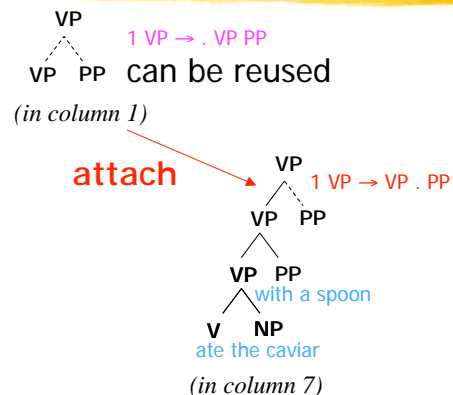 VP
1 VP → . VP PP
VP PP can be reused
(in column 1)
attach
VP
1 VP → VP . PP
VP PP
VP PP
with a spoon
V NP
ate the caviar
(in column 7)